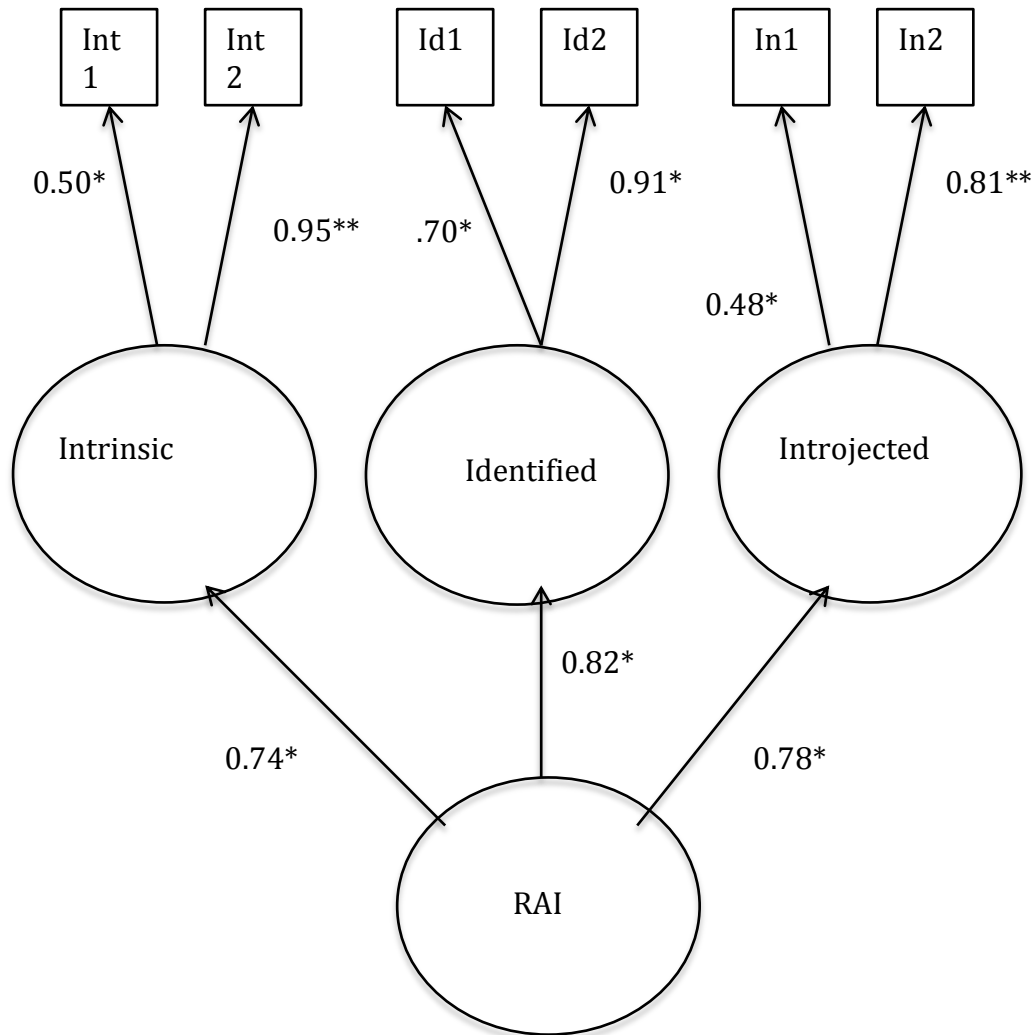 Int
1
Int
2
Id1
Id2
In1
In2
0.50*
0.95**
.70*
0.91*
0.48*
0.81**
Intrinsic
Identified
Introjected
0.74*
0.82*
0.78*
RAI